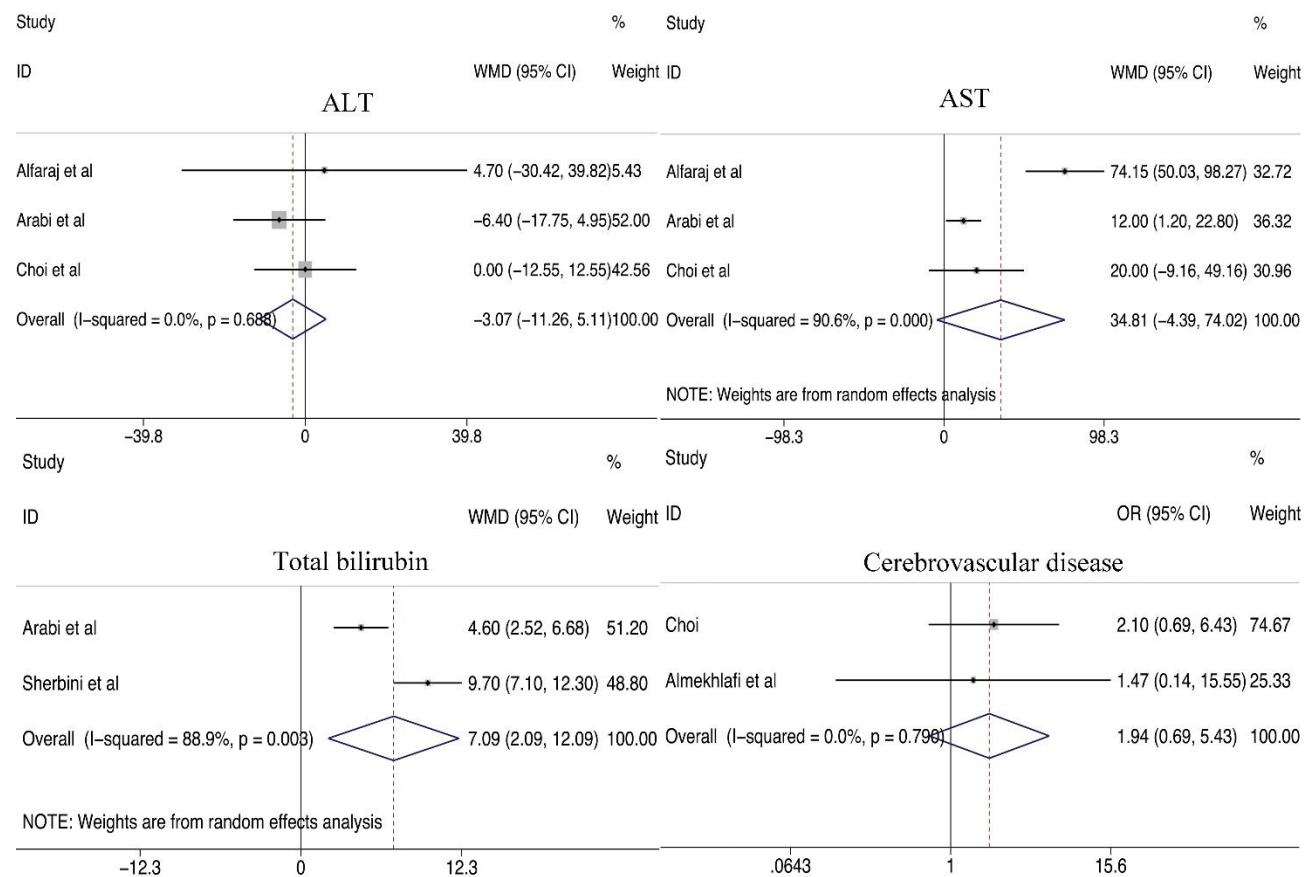 Study %
ID WMD (95% CI) Weight
ALT
Alfaraj et al 4.70 (−30.42, 39.82) 5.43
Arabi et al −6.40 (−17.75, 4.95) 52.00
Choi et al 0.00 (−12.55, 12.55) 42.56
Overall (I−squared = 0.0%, p = 0.688) −3.07 (−11.26, 5.11) 100.00
−39.8 0 39.8
Study %
ID WMD (95% CI) Weight
AST
Alfaraj et al 74.15 (50.03, 98.27) 32.72
Arabi et al 12.00 (1.20, 22.80) 36.32
Choi et al 20.00 (−9.16, 49.16) 30.96
Overall (I−squared = 90.6%, p = 0.000) 34.81 (−4.39, 74.02) 100.00
NOTE: Weights are from random effects analysis
−98.3 0 98.3
Study %
ID WMD (95% CI) Weight
Total bilirubin
Arabi et al 4.60 (2.52, 6.68) 51.20
Sherbini et al 9.70 (7.10, 12.30) 48.80
Overall (I−squared = 88.9%, p = 0.003) 7.09 (2.09, 12.09) 100.00
NOTE: Weights are from random effects analysis
−12.3 0 12.3
Study %
ID OR (95% CI) Weight
Cerebrovascular disease
Choi 2.10 (0.69, 6.43) 74.67
Almekhlafi et al 1.47 (0.14, 15.55) 25.33
Overall (I−squared = 0.0%, p = 0.790) 1.94 (0.69, 5.43) 100.00
.0643 1 15.6